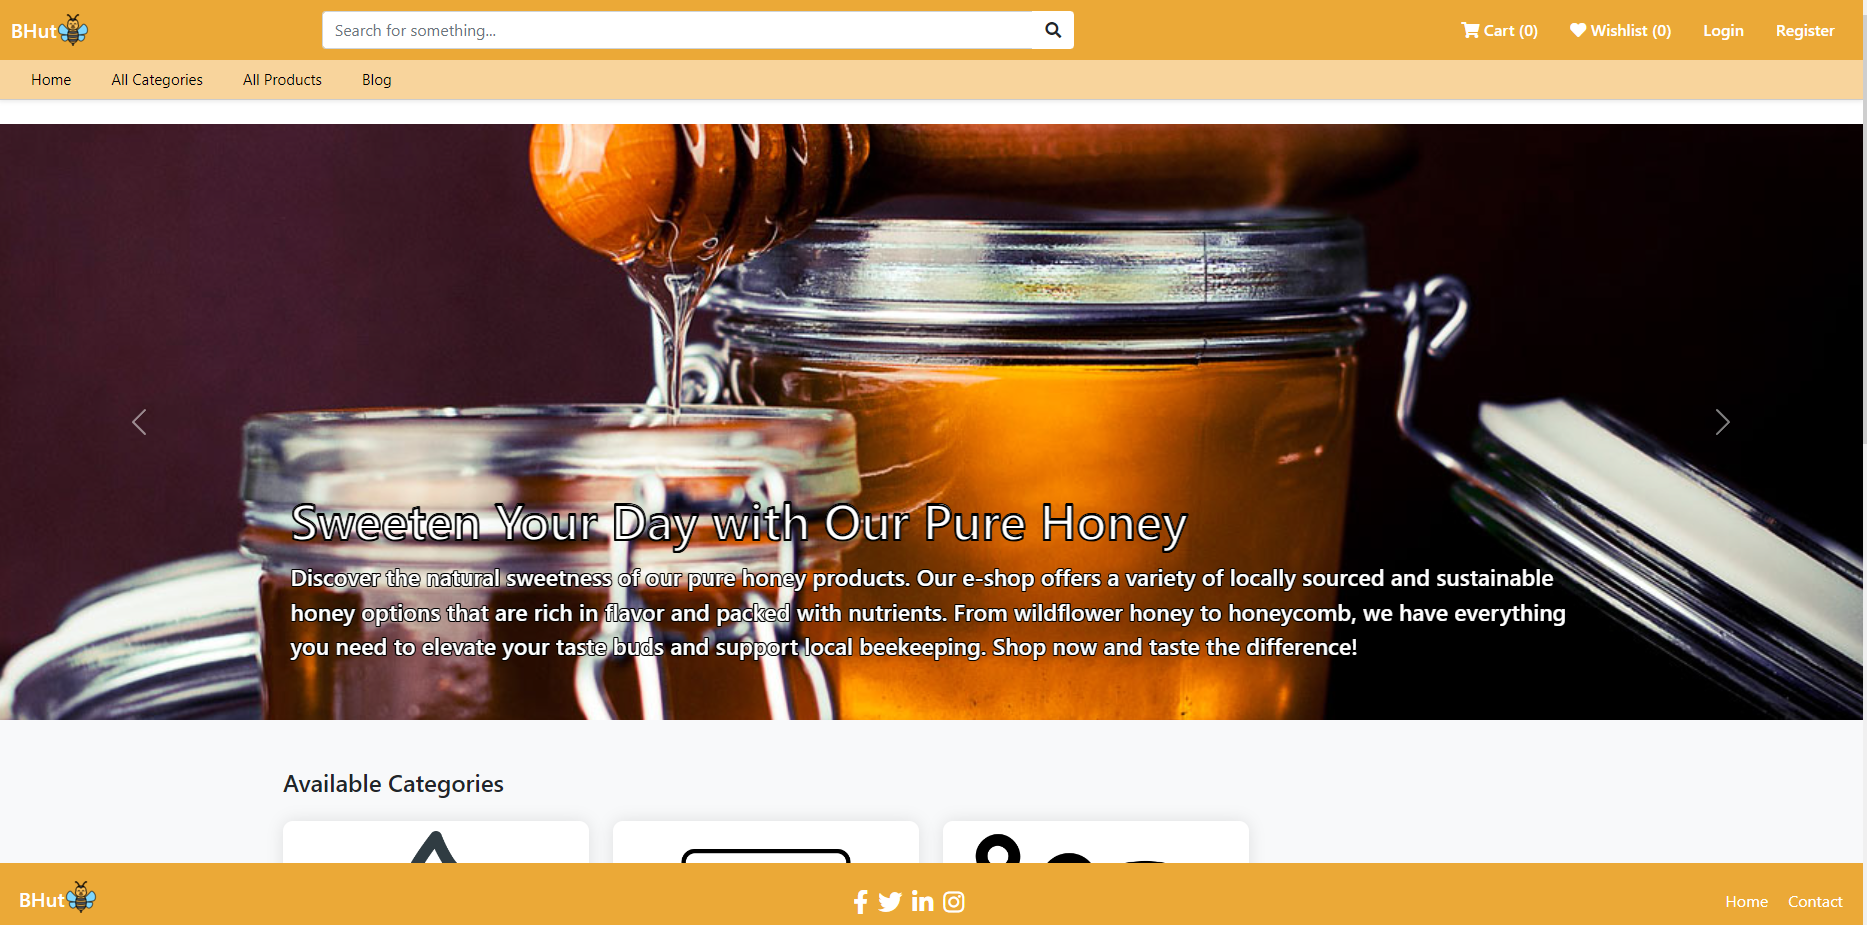 BHut
Search for something...
Cart (0)
Wishlist (0)
Login
Register
Home
All Categories
All Products
Blog
Sweeten Your Day with Our Pure Honey
Discover the natural sweetness of our pure honey products. Our e-shop offers a variety of locally sourced and sustainable
honey options that are rich in flavor and packed with nutrients. From wildflower honey to honeycomb, we have everything
you need to elevate your taste buds and support local beekeeping. Shop now and taste the difference!
Available Categories
BHut
Home
Contact